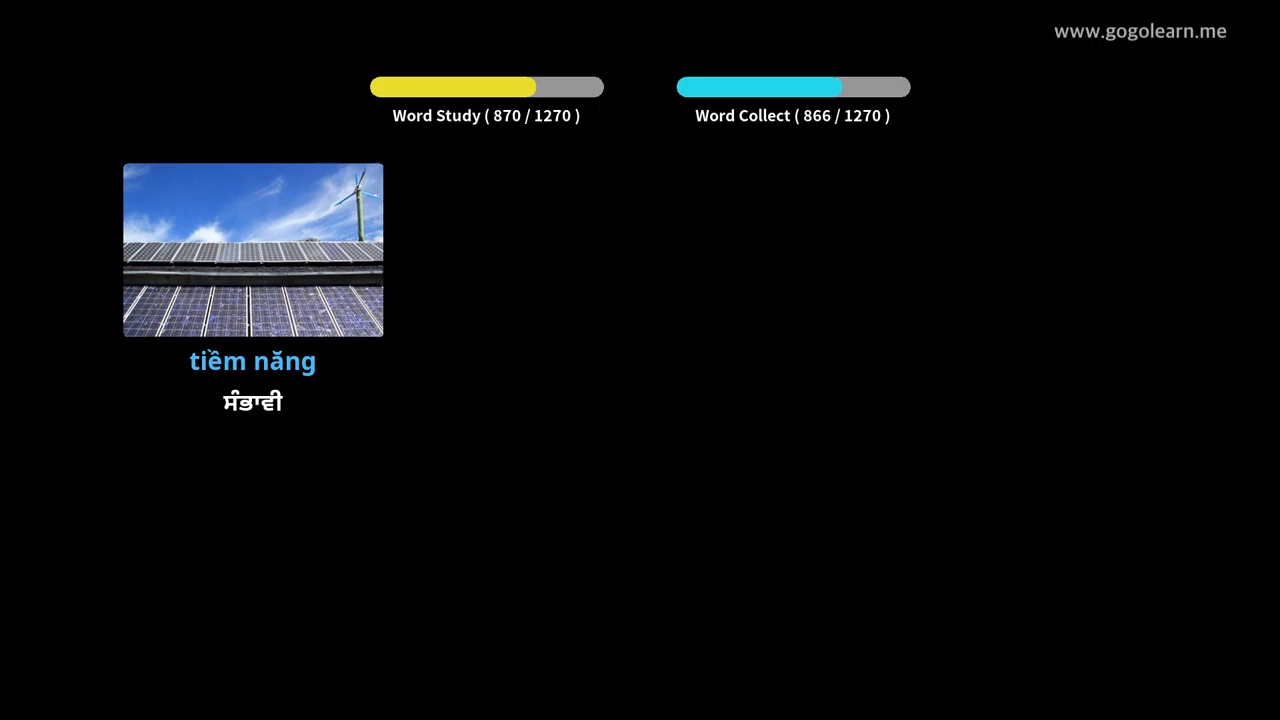 www.gogolearn.me
Word Study ( 870 / 1270 )
Word Collect ( 866 / 1270 )
tiềm năng
ਸੰਭਾਵੀ